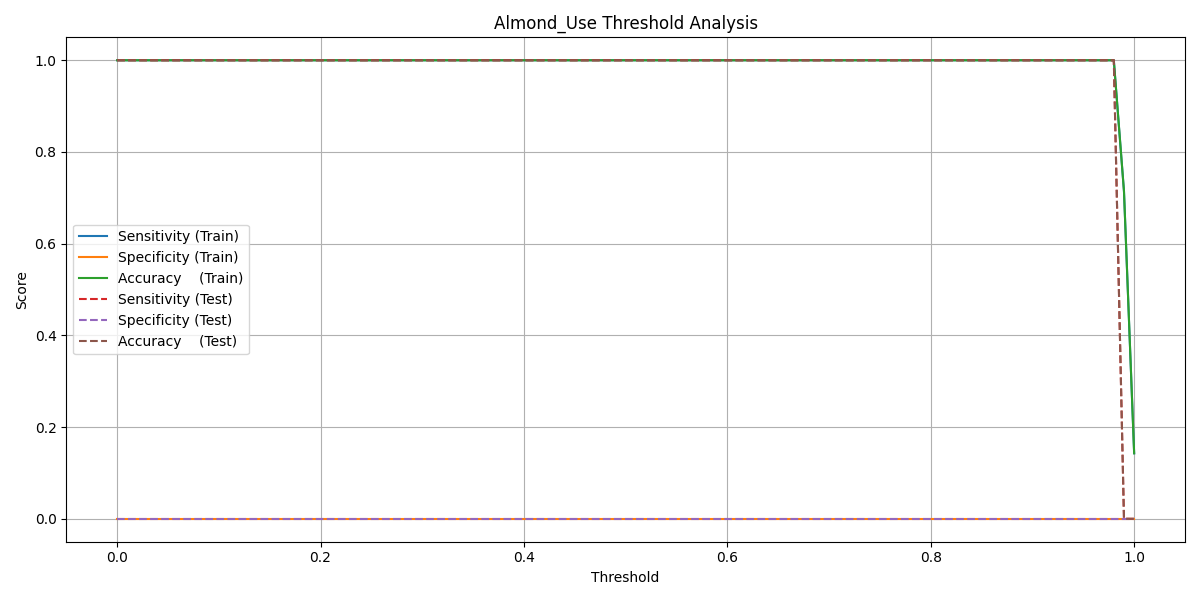 Almond_Use Threshold Analysis
1.0
0.8
0.6
0.4
0.2
0.0
Score
Sensitivity (Train)
Specificity (Train)
Accuracy    (Train)
Sensitivity (Test)
Specificity (Test)
Accuracy    (Test)
0.0 0.2 0.4 0.6 0.8 1.0
Threshold